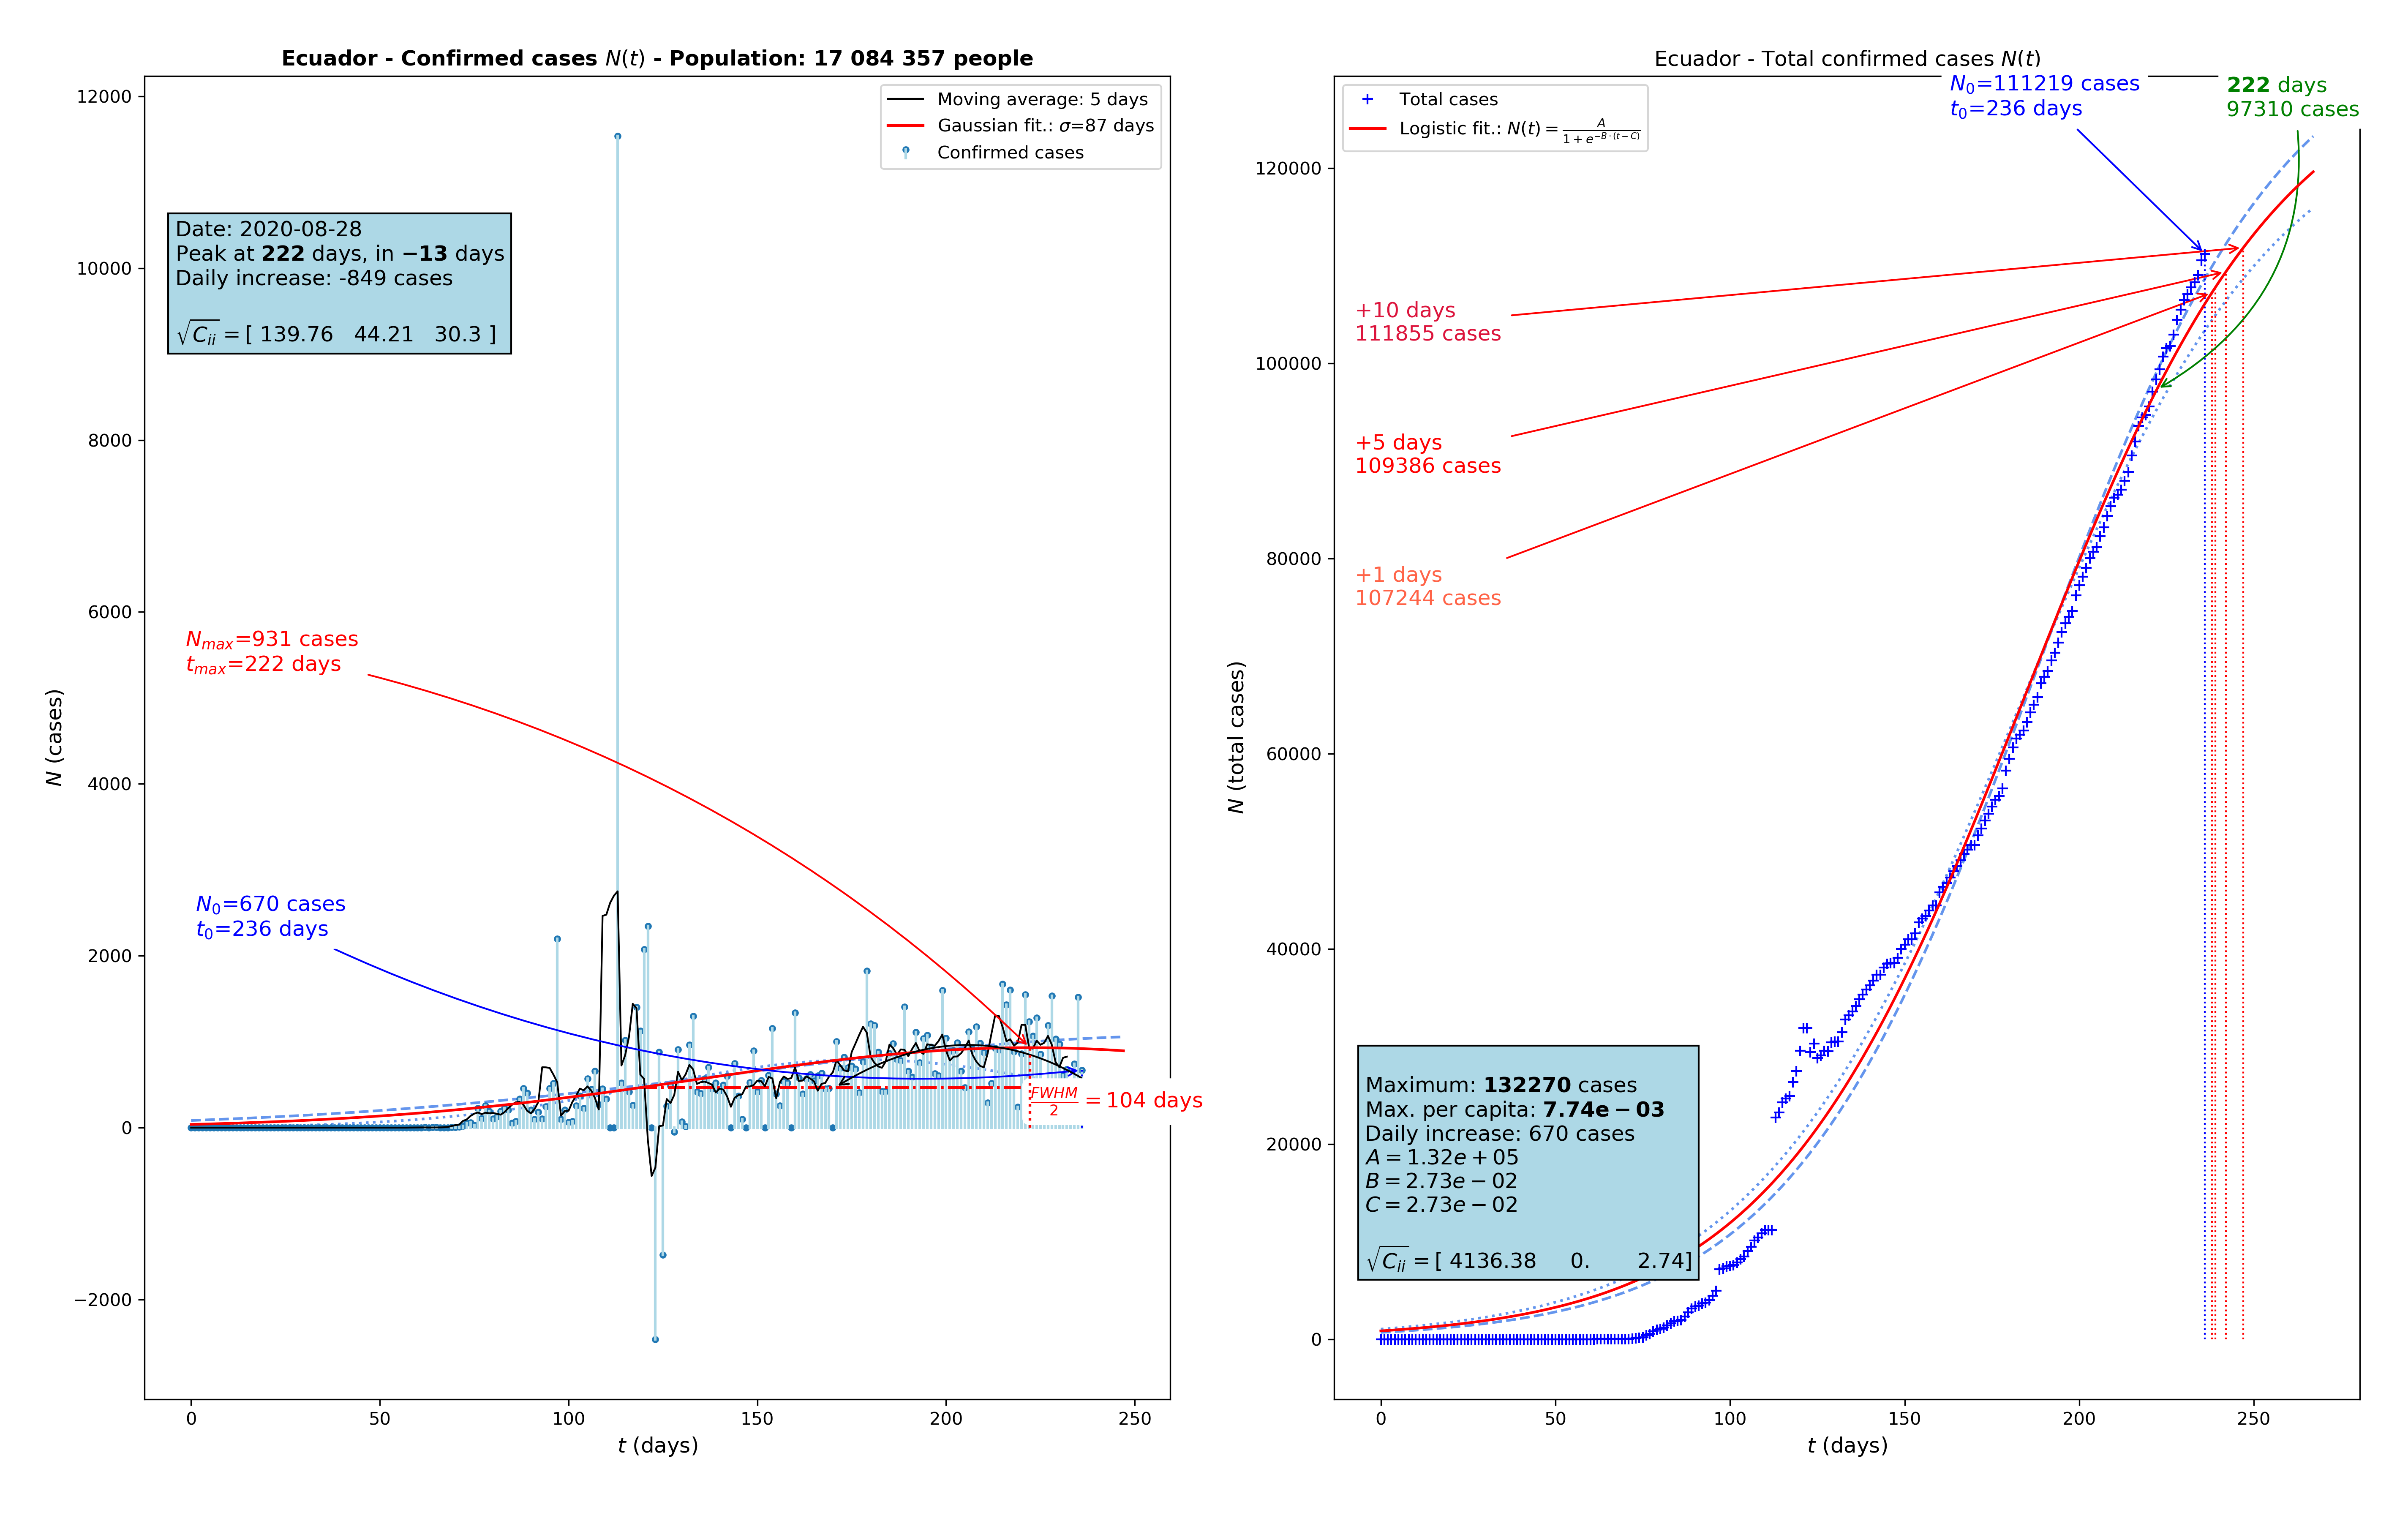 Ecuador - Confirmed cases N(t) - Population: 17 084 357 people
12000
10000
8000
6000
4000
2000
0
−2000
N (cases)
0 50 100 150 200 250
t (days)
Moving average: 5 days
Gaussian fit.: σ=87 days
Confirmed cases
Date: 2020-08-28
Peak at 222 days, in −13 days
Daily increase: -849 cases
√C_ii = [ 139.76 44.21 30.3 ]
N_max=931 cases
t_max=222 days
N_0=670 cases
t_0=236 days
FWHM/2 = 104 days
Ecuador - Total confirmed cases N(t)
120000
100000
80000
60000
40000
20000
0
N (total cases)
0 50 100 150 200 250
t (days)
Total cases
Logistic fit.: N(t) = A/(1+e^(−B·(t−C)))
N_0=111219 cases
t_0=236 days
222 days
97310 cases
+10 days
111855 cases
+5 days
109386 cases
+1 days
107244 cases
Maximum: 132270 cases
Max. per capita: 7.74e − 03
Daily increase: 670 cases
A = 1.32e + 05
B = 2.73e − 02
C = 2.73e − 02
√C_ii = [ 4136.38 0. 2.74]